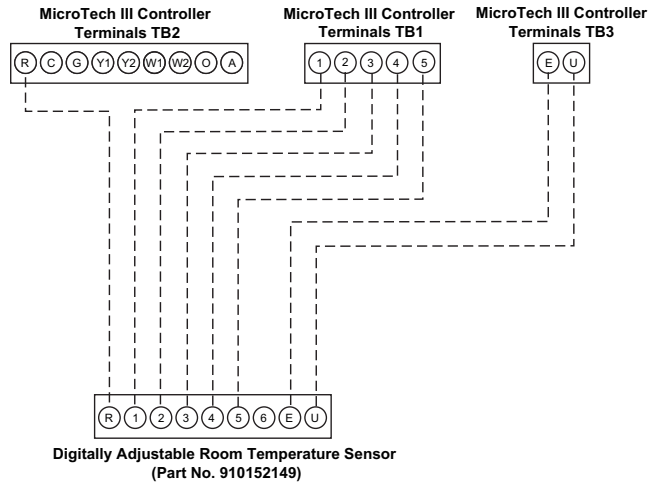 MicroTech III Controller
Terminals TB2
MicroTech III Controller
Terminals TB1
MicroTech III Controller
Terminals TB3
R C G Y1 Y2 W1 W2 O A
1 2 3 4 5
E U
R 1 2 3 4 5 6 E U
Digitally Adjustable Room Temperature Sensor
(Part No. 910152149)